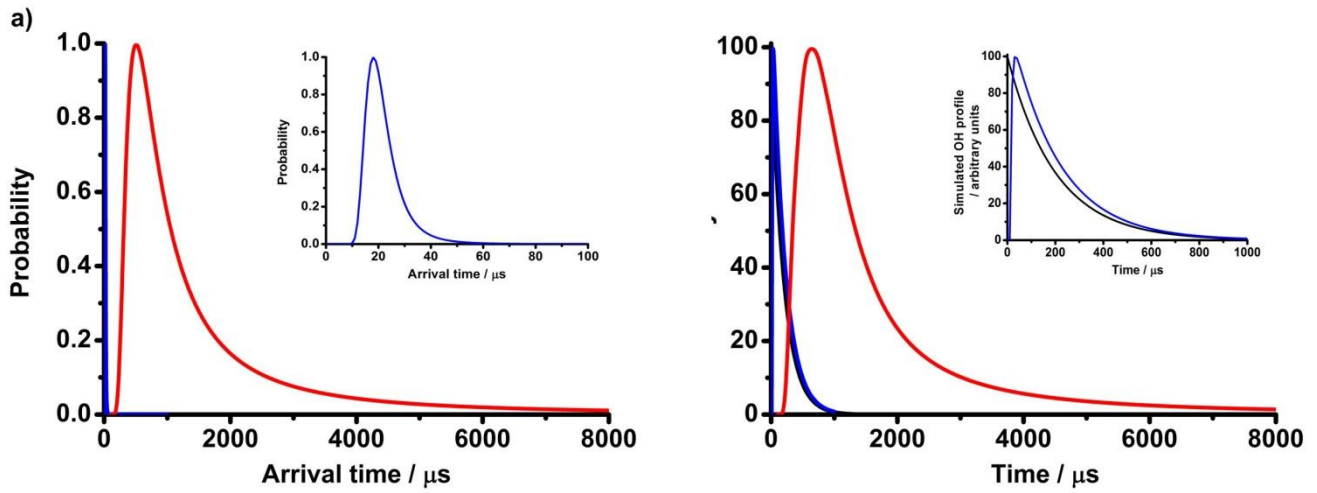 a)
1.0
0.8
0.6
0.4
0.2
0.0
Probability
0 2000 4000 6000 8000
Arrival time / μs
1.0
0.8
0.6
0.4
0.2
0.0
Probability
0 20 40 60 80 100
Arrival time / μs
100
80
60
40
20
0
0 2000 4000 6000 8000
Time / μs
100
80
60
40
20
0
Simulated OH profile
/ arbitrary units
0 200 400 600 800 1000
Time / μs